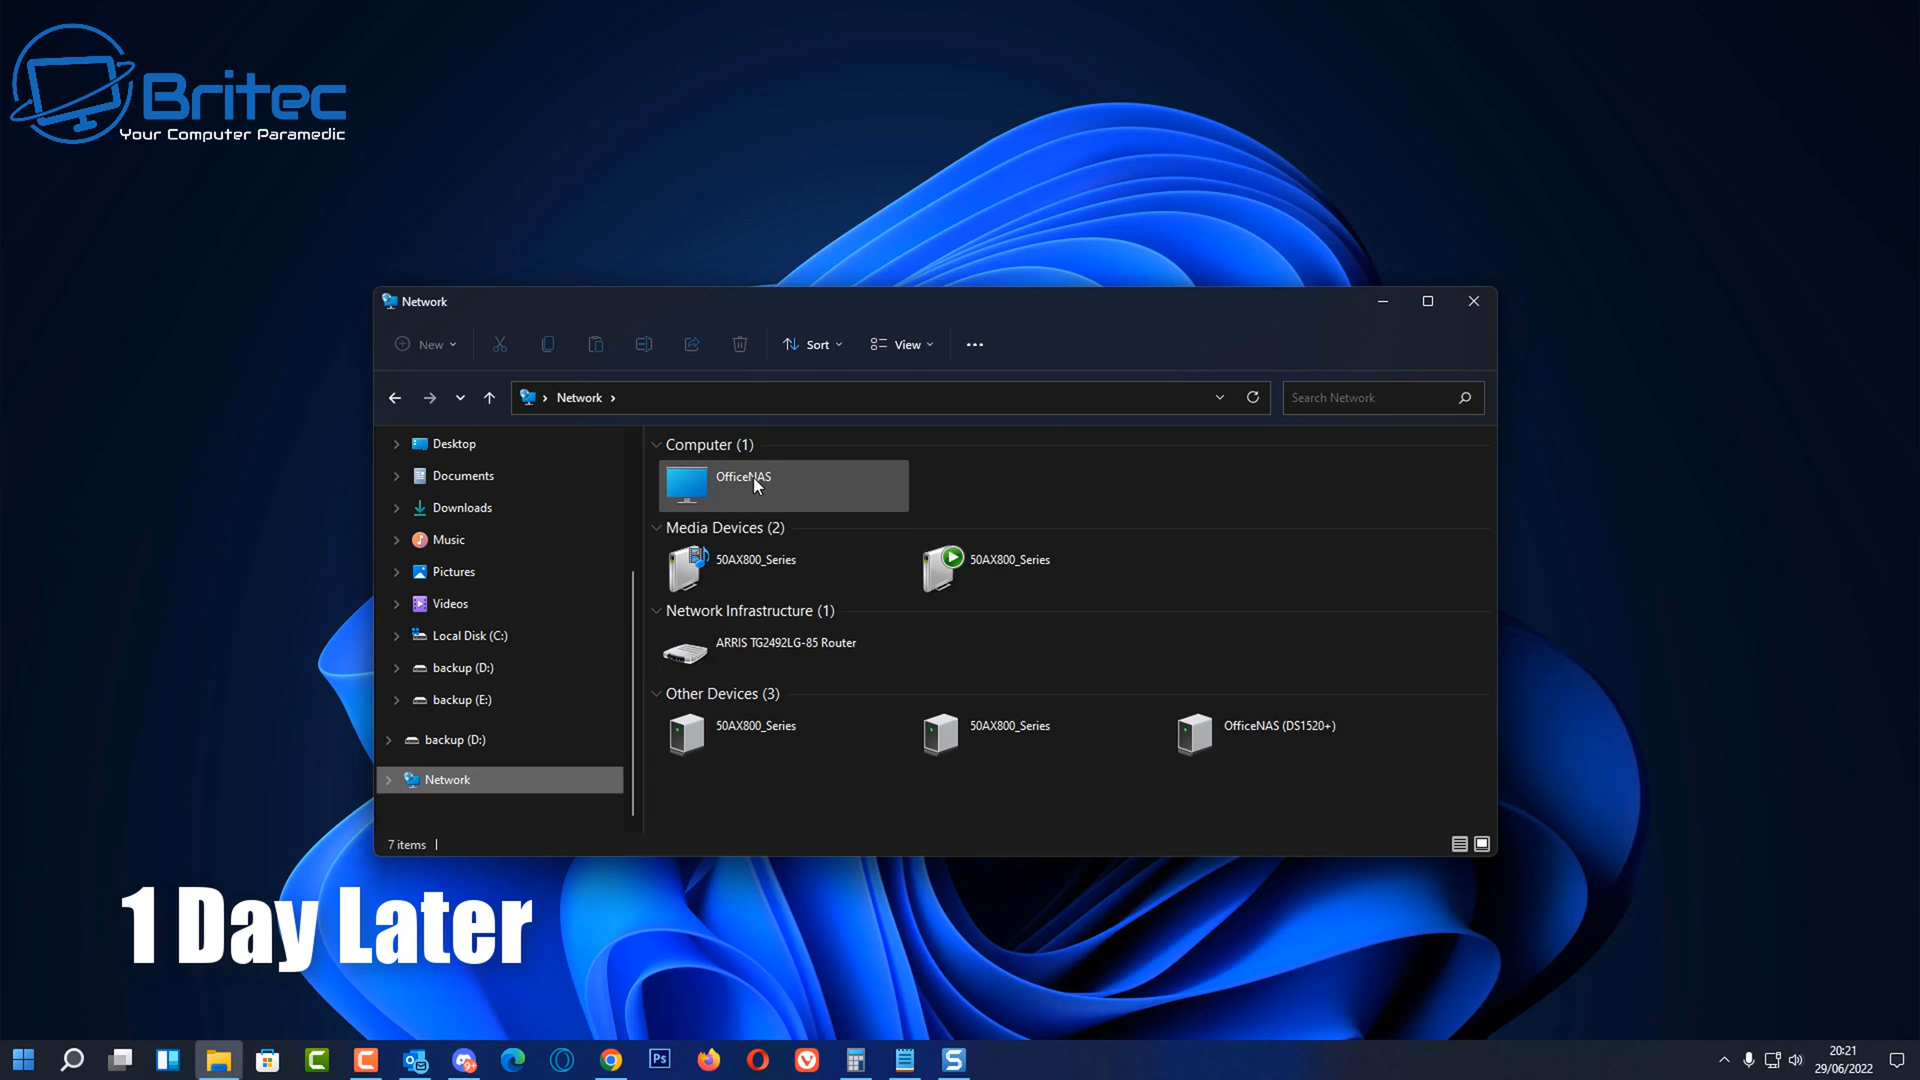 Britec
Your Computer Paramedic
Network
New
Sort
View
Network
Search Network
Desktop
Documents
Downloads
Music
Pictures
Videos
Local Disk (C:)
backup (D:)
backup (E:)
backup (D:)
Network
Computer (1)
OfficeNAS
Media Devices (2)
50AX800_Series
50AX800_Series
Network Infrastructure (1)
ARRIS TG2492LG-85 Router
Other Devices (3)
50AX800_Series
50AX800_Series
OfficeNAS (DS1520+)
7 items
1 Day Later
Ps
9+
20:21
29/06/2022